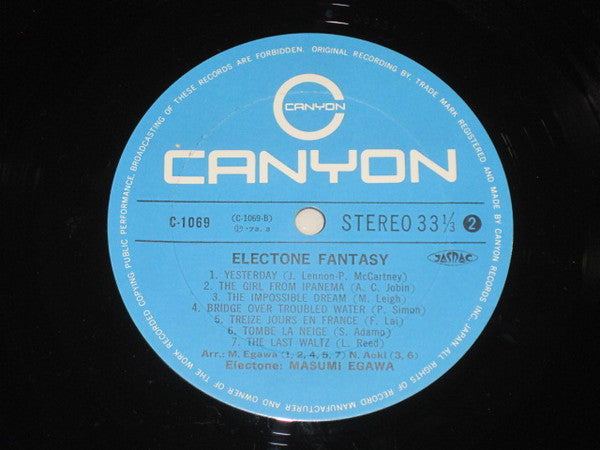 ORIGINAL RECORDING BY, TRADE MARK REGISTERED AND MADE BY CANYON RECORDS INC. JAPAN ALL RIGHTS OF RECORD MANUFACTURER AND OWNER OF THE WORK RECORDED COPYING PUBLIC PERFORMANCE, BROADCASTING OF THESE RECORDS ARE FORBIDDEN.
CANYON
CANYON
C-1069
(C-1069-B)
STEREO 33 1/3 2
ELECTONE FANTASY
JASRAC
1. YESTERDAY (J. Lennon-P. McCartney)
2. THE GIRL FROM IPANEMA (A. C. Jobin)
3. THE IMPOSSIBLE DREAM (M. Leigh)
4. BRIDGE OVER TROUBLED WATER (P. Simon)
5. TREIZE JOURS EN FRANCE (F. Lai)
6. TOMBE LA NEIGE (S. Adamo)
7. THE LAST WALTZ (L. Reed)
Arr.: M. Egawa (1, 2, 4, 5, 7) N. Aoki (3, 6)
Electone: MASUMI EGAWA